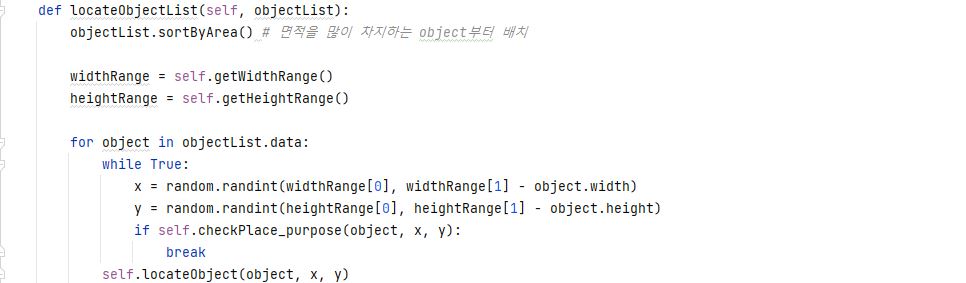 def locateObjectList(self, objectList):
objectList.sortByArea() # 면적을 많이 차지하는 object부터 배치
widthRange = self.getWidthRange()
heightRange = self.getHeightRange()
for object in objectList.data:
while True:
x = random.randint(widthRange[0], widthRange[1] - object.width)
y = random.randint(heightRange[0], heightRange[1] - object.height)
if self.checkPlace_purpose(object, x, y):
break
self.locateObject(object, x, y)